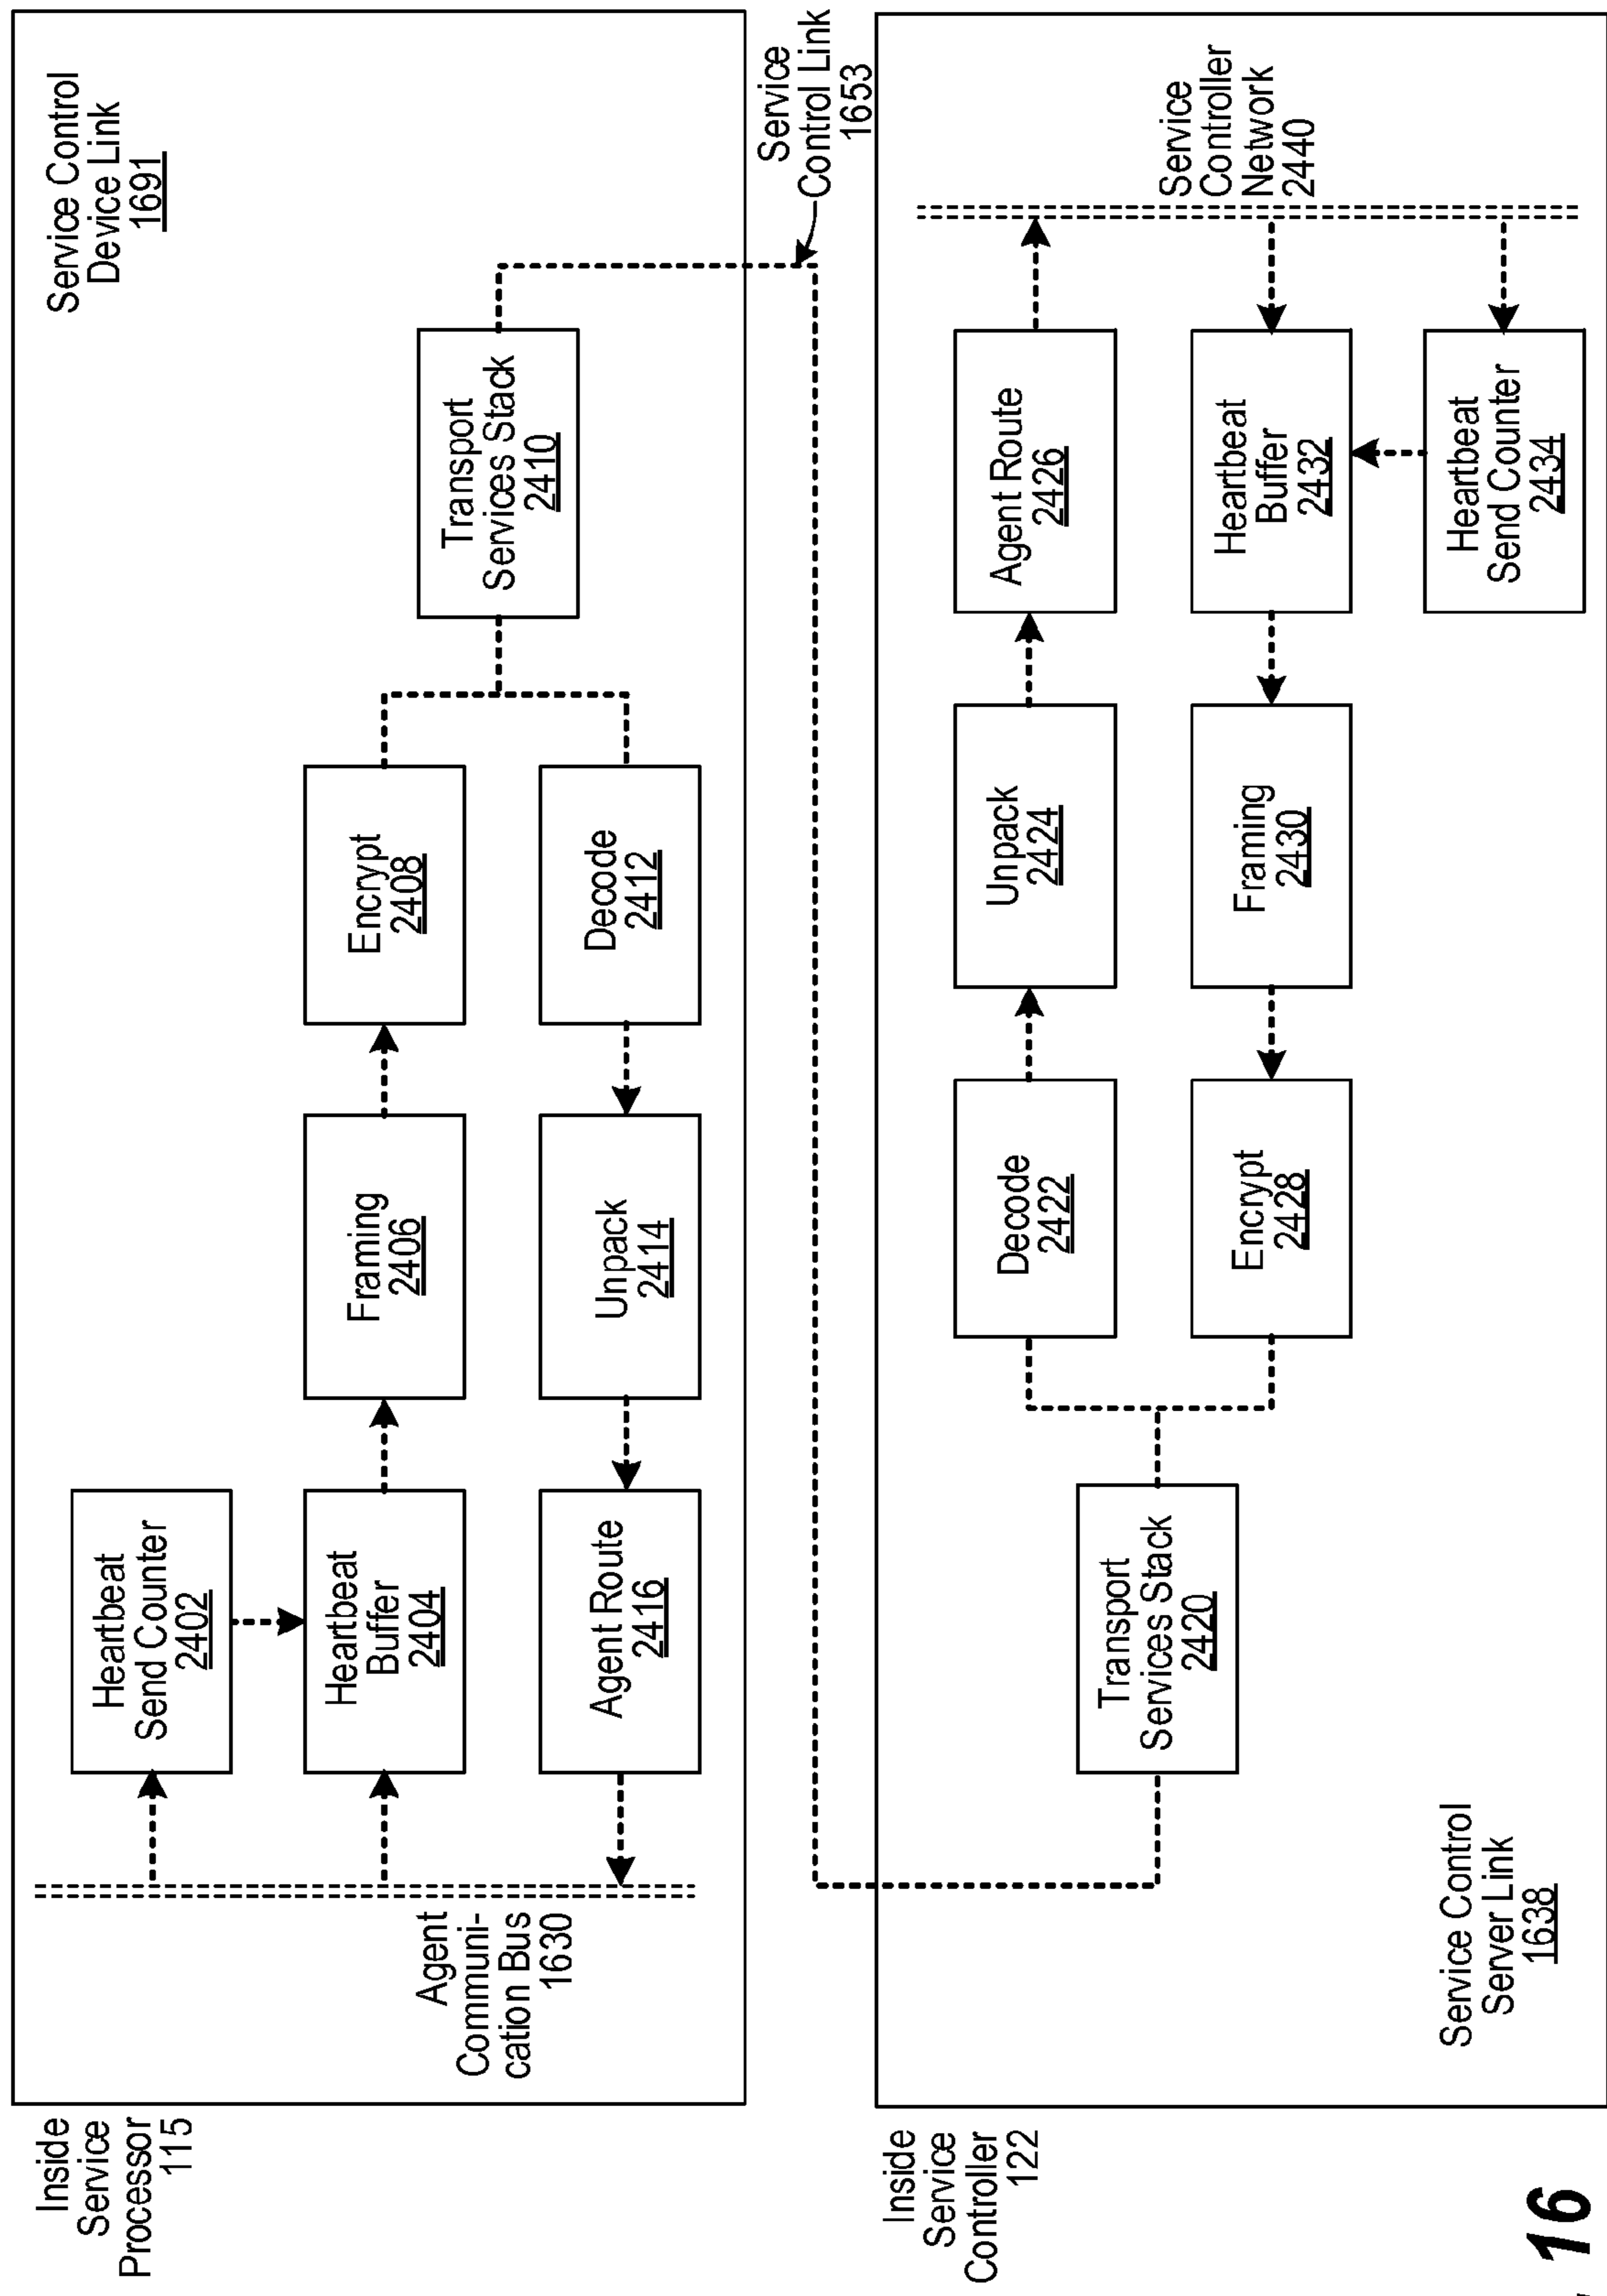 Inside
Service
Processor
115
Service Control
Device Link
1691
Heartbeat
Send Counter
2402
Heartbeat
Buffer
2404
Framing
2406
Encrypt
2408
Transport
Services Stack
2410
Agent Route
2416
Unpack
2414
Decode
2412
Agent
Communi-
cation Bus
1630
Service
Control Link
1653
Inside
Service
Controller
122
Decode
2422
Unpack
2424
Agent Route
2426
Service
Controller
Network
2440
Transport
Services Stack
2420
Encrypt
2428
Framing
2430
Heartbeat
Buffer
2432
Heartbeat
Send Counter
2434
Service Control
Server Link
1638
16